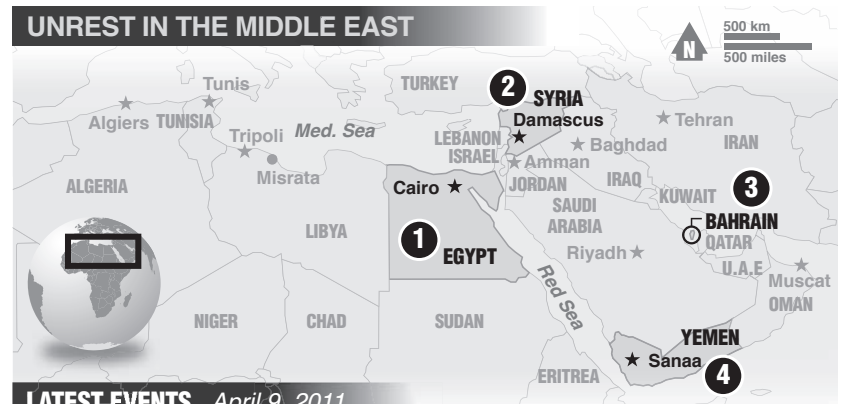 UNREST IN THE MIDDLE EAST
N
500 km
500 miles
TURKEY
2
SYRIA
Damascus
Tunis
Algiers
TUNISIA
Tripoli
Med. Sea
Misrata
LEBANON
ISRAEL
Amman
JORDAN
Baghdad
Tehran
IRAN
IRAQ
KUWAIT
3
ALGERIA
Cairo
SAUDI
ARABIA
BAHRAIN
QATAR
LIBYA
1
EGYPT
Riyadh
U.A.E
Muscat
OMAN
Red Sea
NIGER
CHAD
SUDAN
YEMEN
Sanaa
4
ERITREA
LATEST EVENTS April 9, 2011